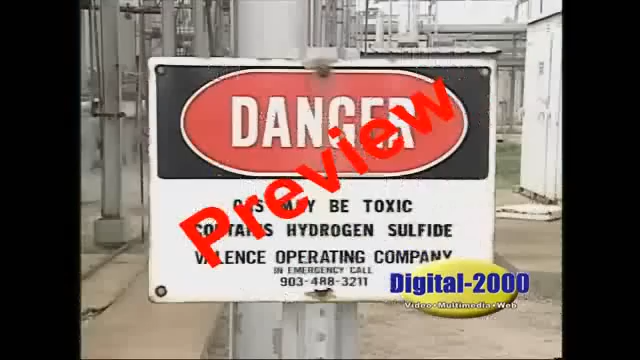 DANGER
GAS MAY BE TOXIC
CONTAINS HYDROGEN SULFIDE
VALENCE OPERATING COMPANY
IN EMERGENCY CALL
903-488-3211
Preview
Digital-2000
Video•Multimedia•Web